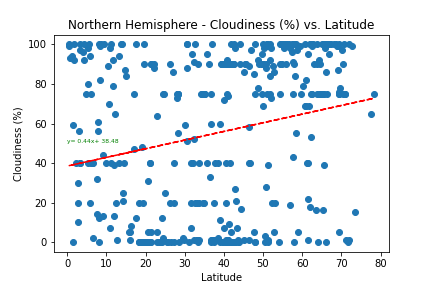 Northern Hemisphere - Cloudiness (%) vs. Latitude
100
80
60
40
20
0
Cloudiness (%)
y= 0.44x+ 38.48
0 10 20 30 40 50 60 70 80
Latitude